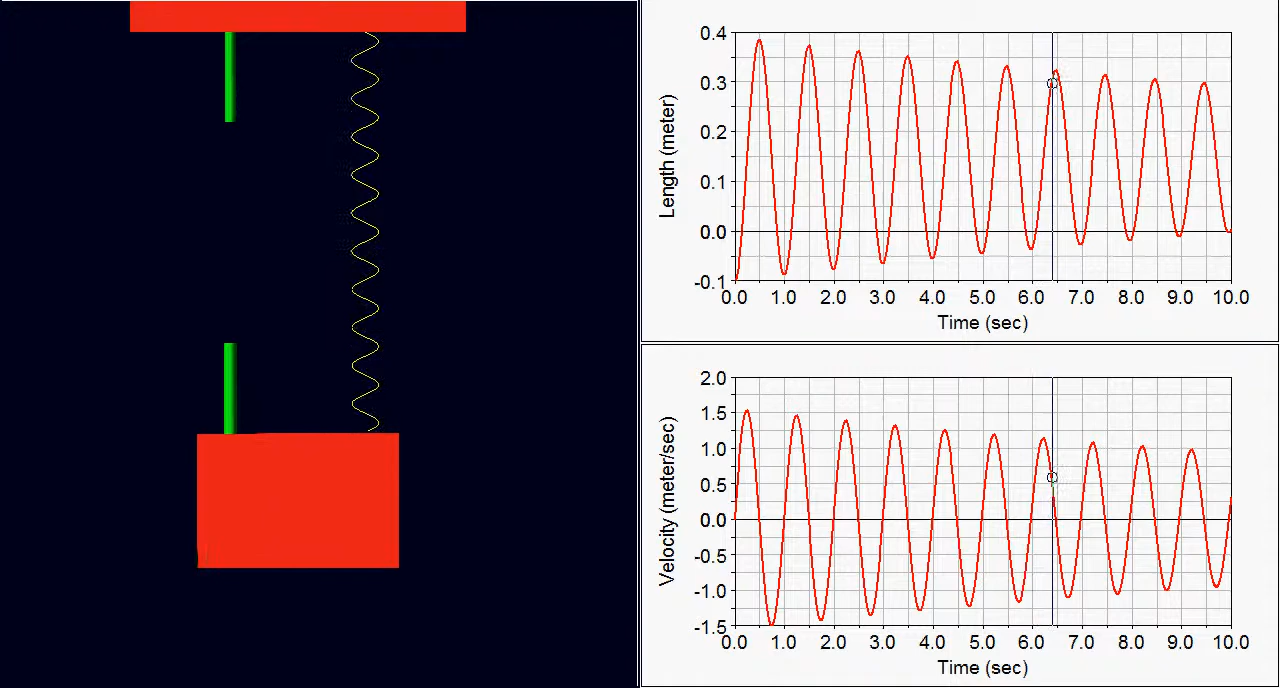 0.4
0.3
0.2
0.1
0.0
-0.1
Length (meter)
0.0 1.0 2.0 3.0 4.0 5.0 6.0 7.0 8.0 9.0 10.0
Time (sec)
2.0
1.5
1.0
0.5
0.0
-0.5
-1.0
-1.5
Velocity (meter/sec)
0.0 1.0 2.0 3.0 4.0 5.0 6.0 7.0 8.0 9.0 10.0
Time (sec)